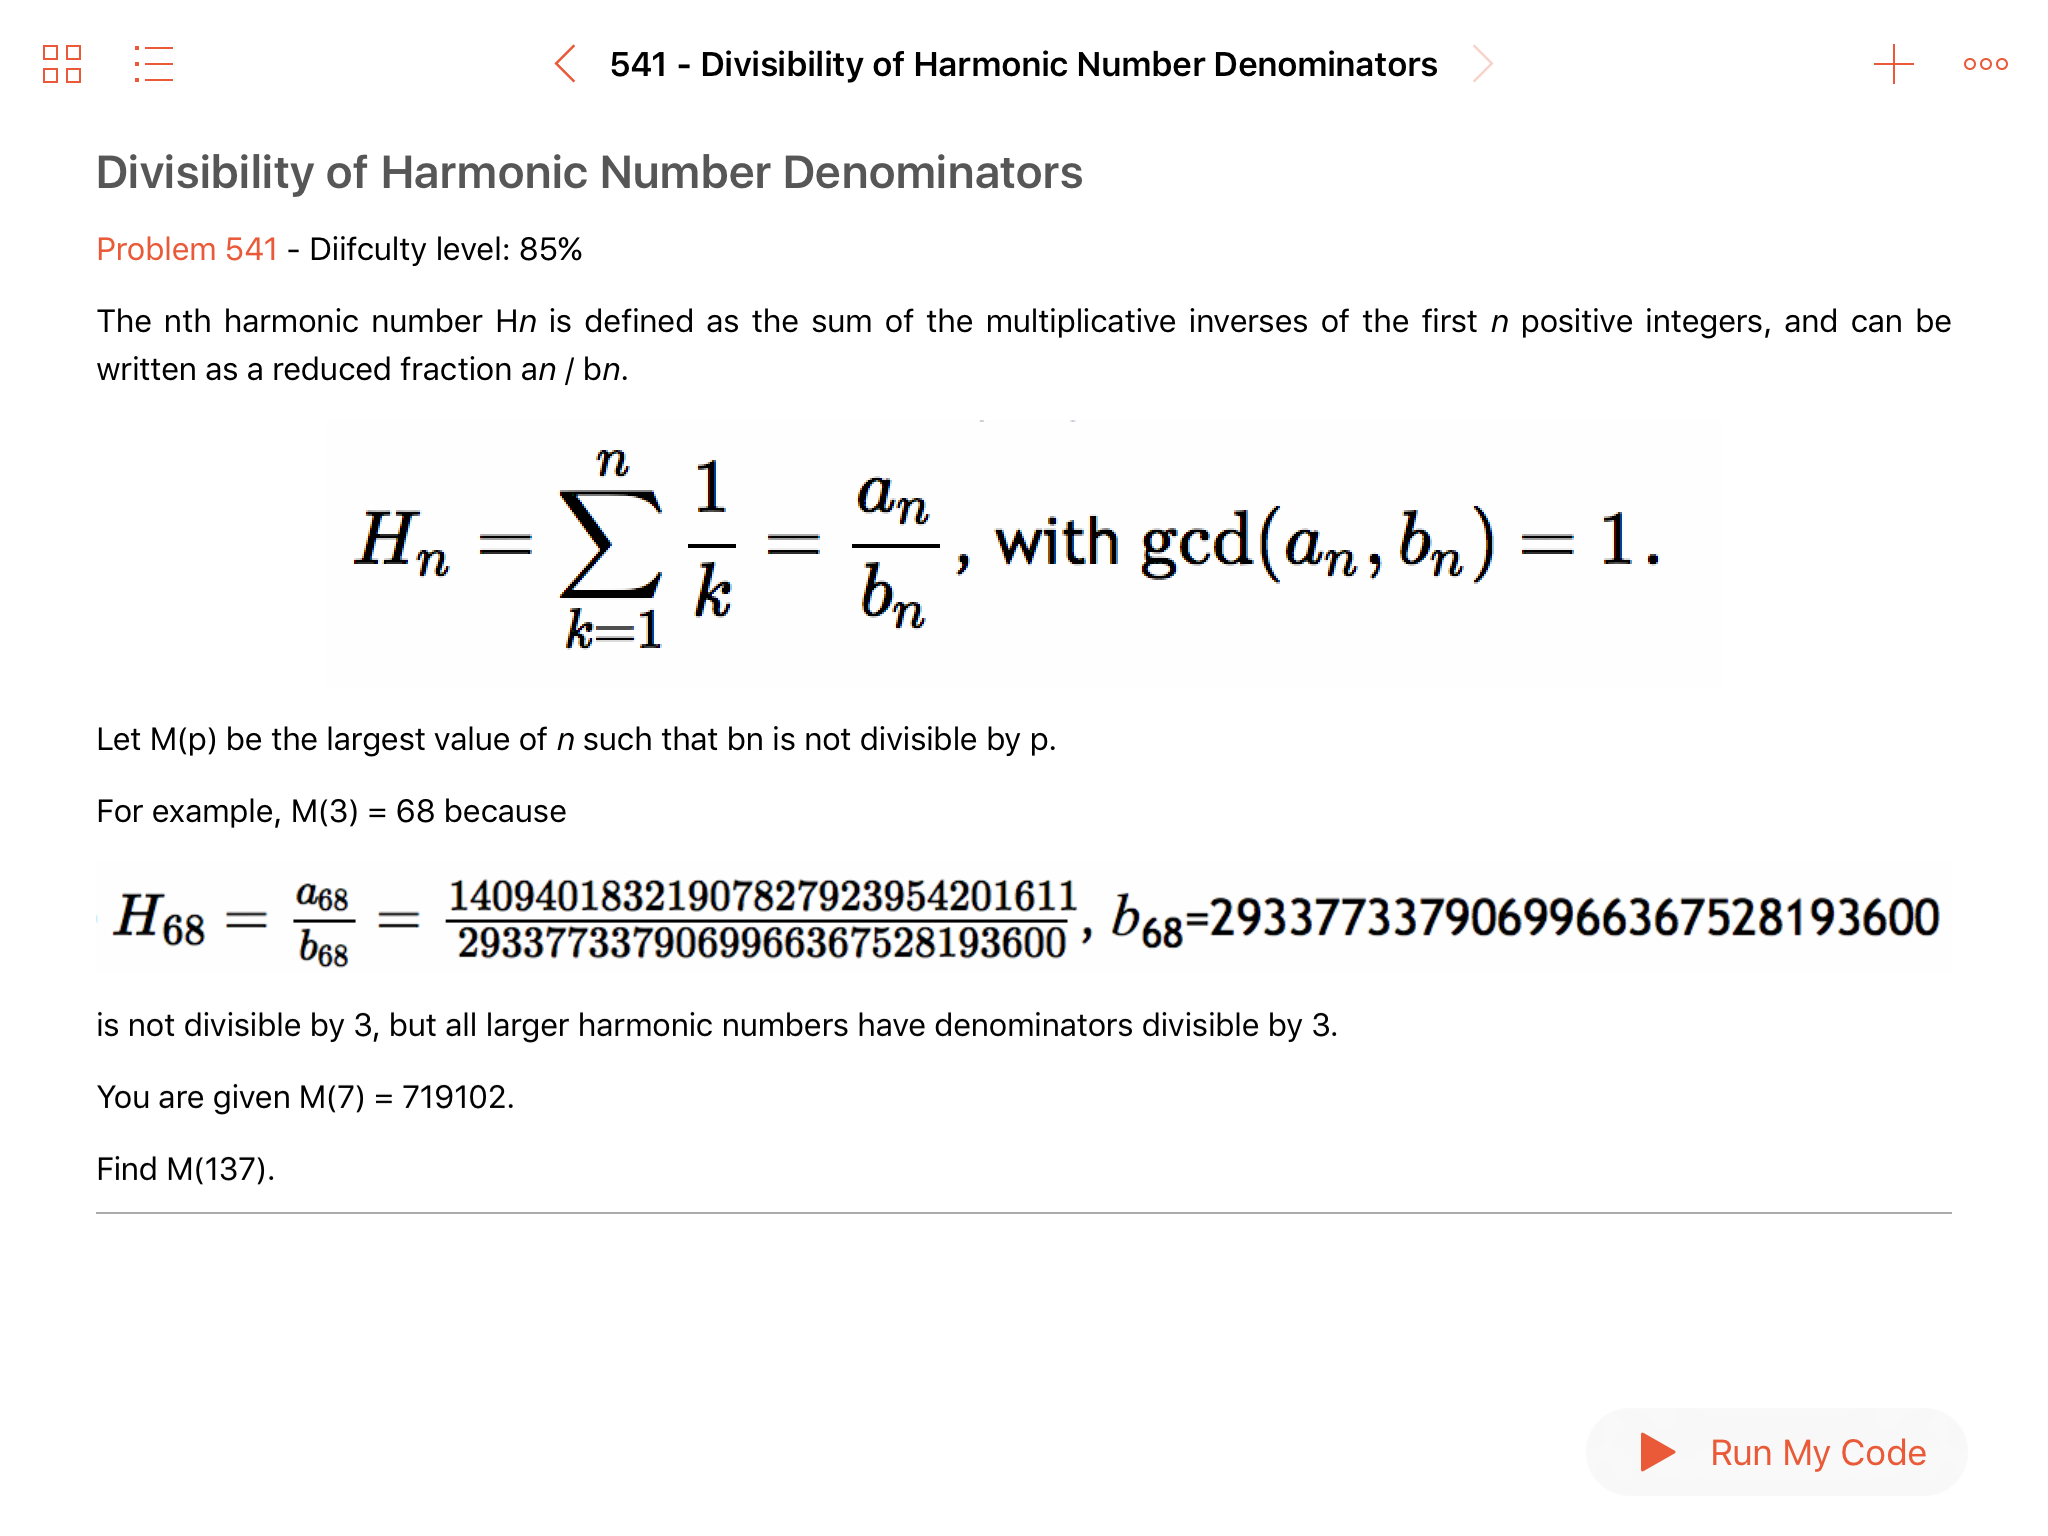 541 - Divisibility of Harmonic Number Denominators
Divisibility of Harmonic Number Denominators
Problem 541 - Diifculty level: 85%
The nth harmonic number Hn is defined as the sum of the multiplicative inverses of the first n positive integers, and can be
written as a reduced fraction an / bn.
H_n = \sum_{k=1}^{n} \frac{1}{k} = \frac{a_n}{b_n}, with gcd(a_n, b_n) = 1.
Let M(p) be the largest value of n such that bn is not divisible by p.
For example, M(3) = 68 because
H_{68} = \frac{a_{68}}{b_{68}} = \frac{14094018321907827923954201611}{2933773379069966367528193600}, b_{68}=2933773379069966367528193600
is not divisible by 3, but all larger harmonic numbers have denominators divisible by 3.
You are given M(7) = 719102.
Find M(137).
Run My Code